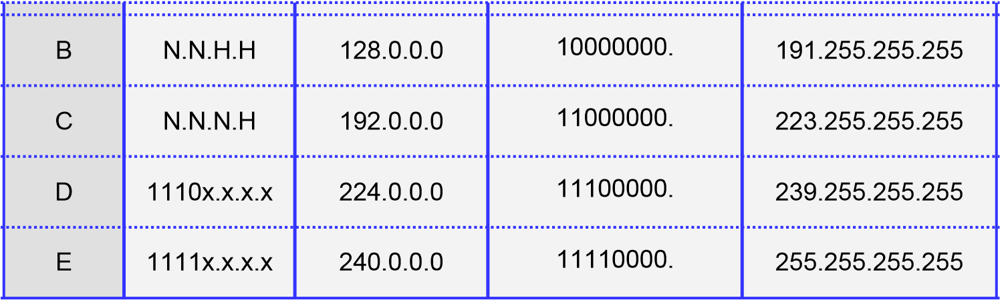 B N.N.H.H 128.0.0.0 10000000. 191.255.255.255
C N.N.N.H 192.0.0.0 11000000. 223.255.255.255
D 1110x.x.x.x 224.0.0.0 11100000. 239.255.255.255
E 1111x.x.x.x 240.0.0.0 11110000. 255.255.255.255